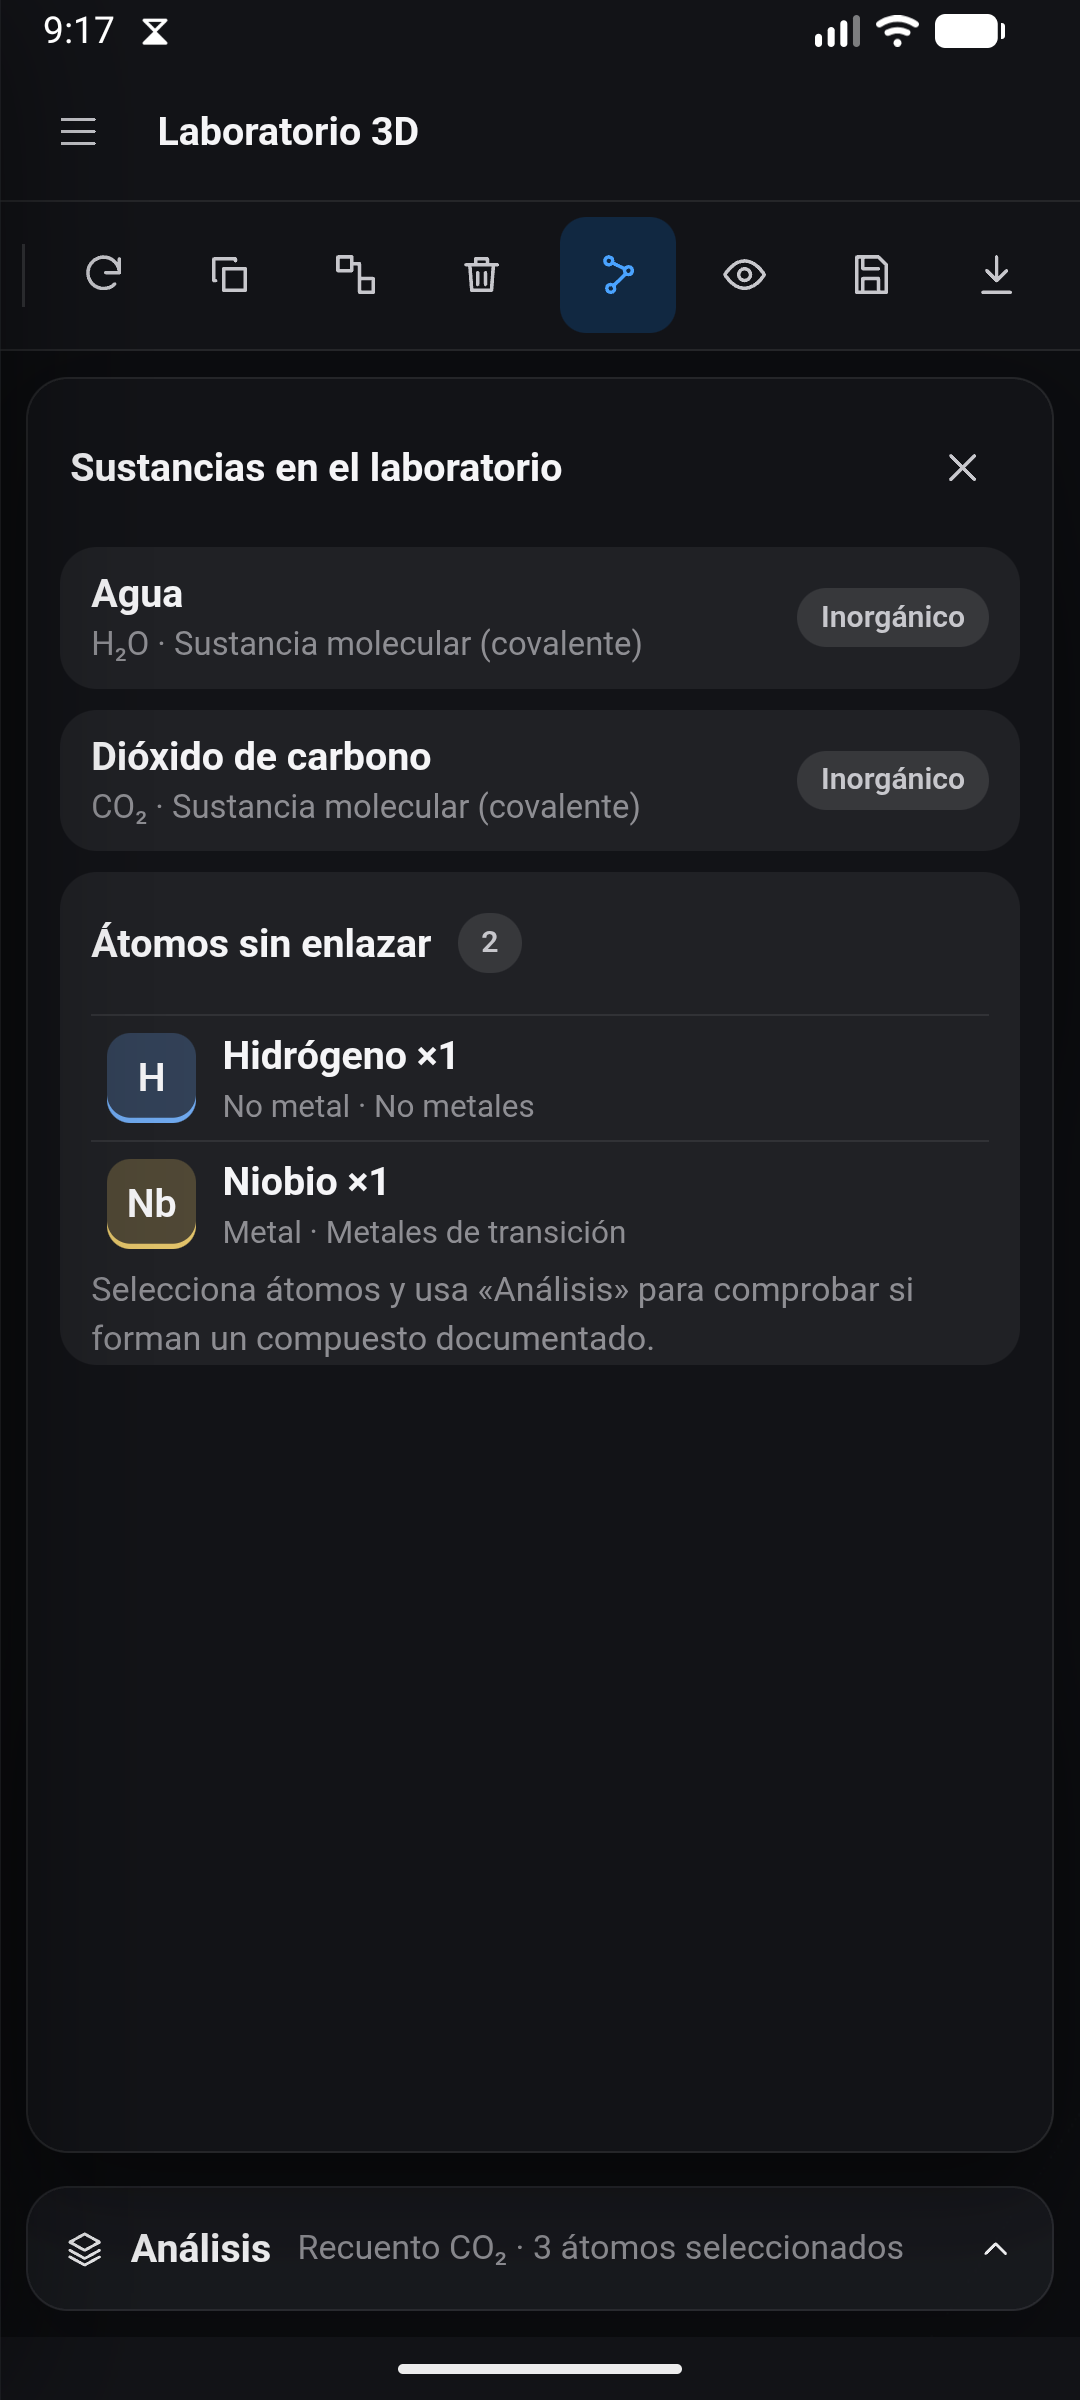 9:17
Laboratorio 3D
Sustancias en el laboratorio
Agua
H₂O · Sustancia molecular (covalente)
Inorgánico
Dióxido de carbono
CO₂ · Sustancia molecular (covalente)
Inorgánico
Átomos sin enlazar 2
H
Hidrógeno ×1
No metal · No metales
Nb
Niobio ×1
Metal · Metales de transición
Selecciona átomos y usa «Análisis» para comprobar si
forman un compuesto documentado.
Análisis Recuento CO₂ · 3 átomos seleccionados